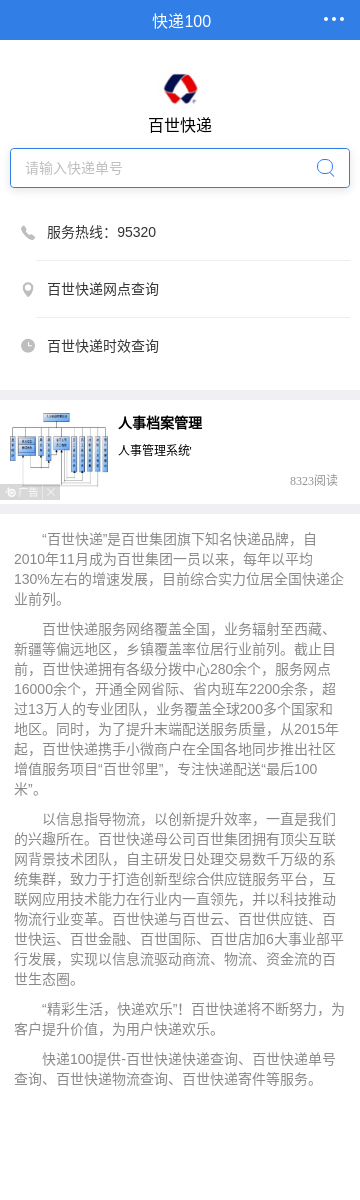 快递100
百世快递
请输入快递单号
服务热线：95320
百世快递网点查询
百世快递时效查询
人事档案管理
人事管理系统'
8323阅读
广告
“百世快递”是百世集团旗下知名快递品牌，自
2010年11月成为百世集团一员以来，每年以平均
130%左右的增速发展，目前综合实力位居全国快递企
业前列。
百世快递服务网络覆盖全国，业务辐射至西藏、
新疆等偏远地区，乡镇覆盖率位居行业前列。截止目
前，百世快递拥有各级分拨中心280余个，服务网点
16000余个，开通全网省际、省内班车2200余条，超
过13万人的专业团队，业务覆盖全球200多个国家和
地区。同时，为了提升末端配送服务质量，从2015年
起，百世快递携手小微商户在全国各地同步推出社区
增值服务项目“百世邻里”，专注快递配送“最后100
米”。
以信息指导物流，以创新提升效率，一直是我们
的兴趣所在。百世快递母公司百世集团拥有顶尖互联
网背景技术团队，自主研发日处理交易数千万级的系
统集群，致力于打造创新型综合供应链服务平台，互
联网应用技术能力在行业内一直领先，并以科技推动
物流行业变革。百世快递与百世云、百世供应链、百
世快运、百世金融、百世国际、百世店加6大事业部平
行发展，实现以信息流驱动商流、物流、资金流的百
世生态圈。
“精彩生活，快递欢乐”！百世快递将不断努力，为
客户提升价值，为用户快递欢乐。
快递100提供-百世快递快递查询、百世快递单号
查询、百世快递物流查询、百世快递寄件等服务。